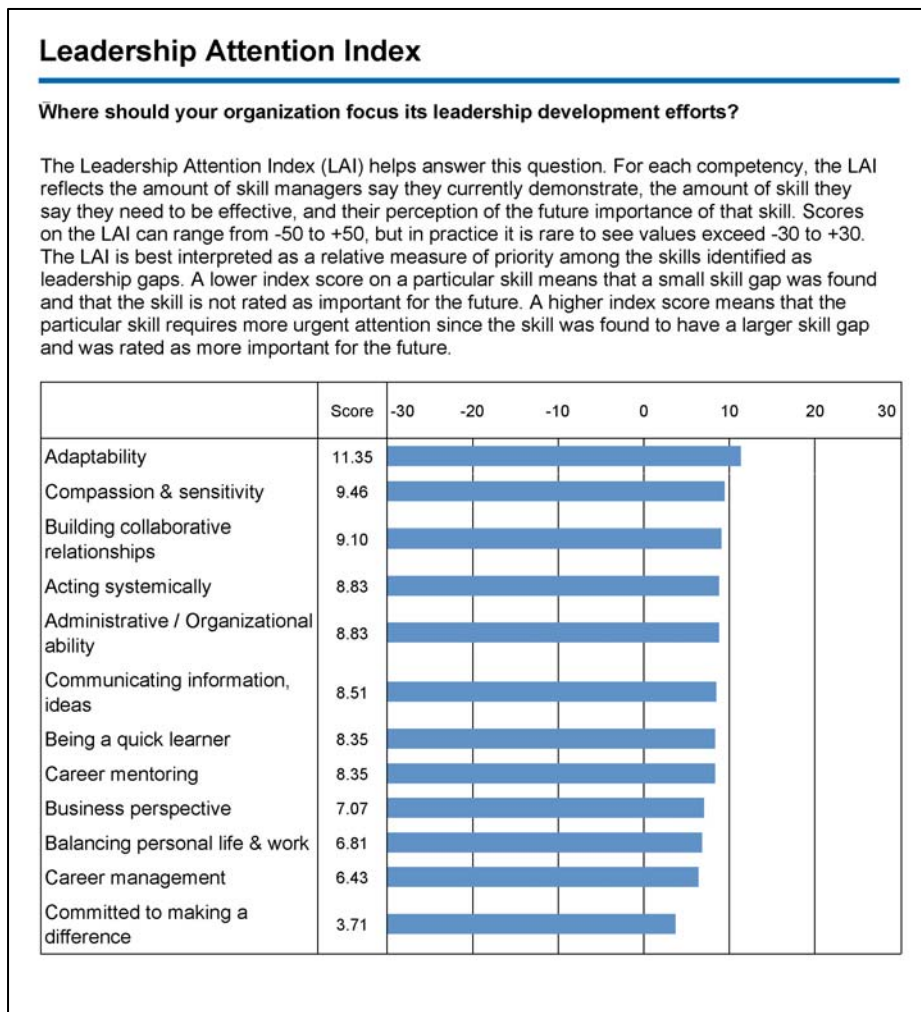 Leadership Attention Index
Where should your organization focus its leadership development efforts?
The Leadership Attention Index (LAI) helps answer this question. For each competency, the LAI
reflects the amount of skill managers say they currently demonstrate, the amount of skill they
say they need to be effective, and their perception of the future importance of that skill. Scores
on the LAI can range from -50 to +50, but in practice it is rare to see values exceed -30 to +30.
The LAI is best interpreted as a relative measure of priority among the skills identified as
leadership gaps. A lower index score on a particular skill means that a small skill gap was found
and that the skill is not rated as important for the future. A higher index score means that the
particular skill requires more urgent attention since the skill was found to have a larger skill gap
and was rated as more important for the future.
Score -30 -20 -10 0 10 20 30
Adaptability 11.35
Compassion & sensitivity 9.46
Building collaborative
relationships 9.10
Acting systemically 8.83
Administrative / Organizational
ability 8.83
Communicating information,
ideas 8.51
Being a quick learner 8.35
Career mentoring 8.35
Business perspective 7.07
Balancing personal life & work 6.81
Career management 6.43
Committed to making a
difference 3.71